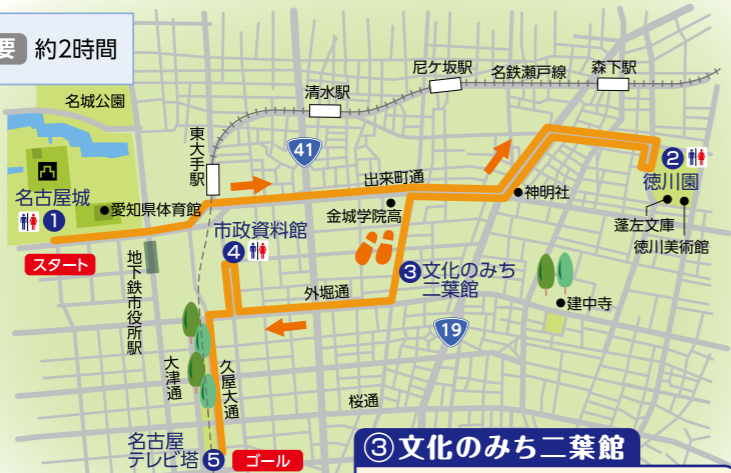 要 約2時間
名城公園
東大手駅
清水駅
尼ケ坂駅
名鉄瀬戸線
森下駅
41
出来町通
名古屋城
1
愛知県体育館
スタート
地下鉄市役所駅
市政資料館
4
金城学院高
神明社
2
徳川園
蓬左文庫
徳川美術館
3 文化のみち
二葉館
外堀通
19
建中寺
大津通
久屋大通
桜通
名古屋
テレビ塔 5
ゴール
③文化のみち二葉館